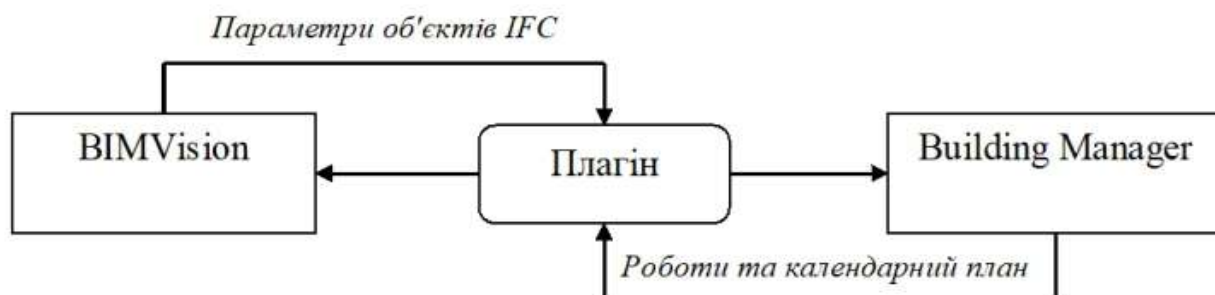 Параметри об'єктів IFC
BIMVision
Плагін
Building Manager
Роботи та календарний план